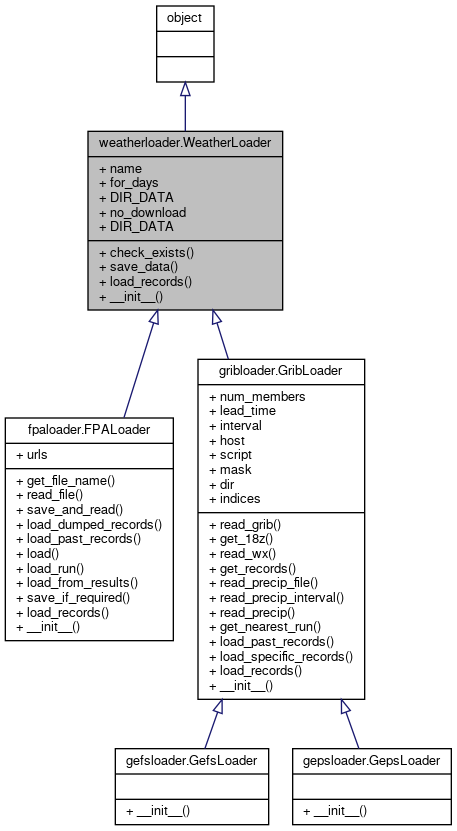 object
weatherloader.WeatherLoader
+ name
+ for_days
+ DIR_DATA
+ no_download
+ DIR_DATA
+ check_exists()
+ save_data()
+ load_records()
+ __init__()
fpaloader.FPALoader
+ urls
+ get_file_name()
+ read_file()
+ save_and_read()
+ load_dumped_records()
+ load_past_records()
+ load()
+ load_run()
+ load_from_results()
+ save_if_required()
+ load_records()
+ __init__()
gribloader.GribLoader
+ num_members
+ lead_time
+ interval
+ host
+ script
+ mask
+ dir
+ indices
+ read_grib()
+ get_18z()
+ read_wx()
+ get_records()
+ read_precip_file()
+ read_precip_interval()
+ read_precip()
+ get_nearest_run()
+ load_past_records()
+ load_specific_records()
+ load_records()
+ __init__()
gefsloader.GefsLoader
+ __init__()
gepsloader.GepsLoader
+ __init__()